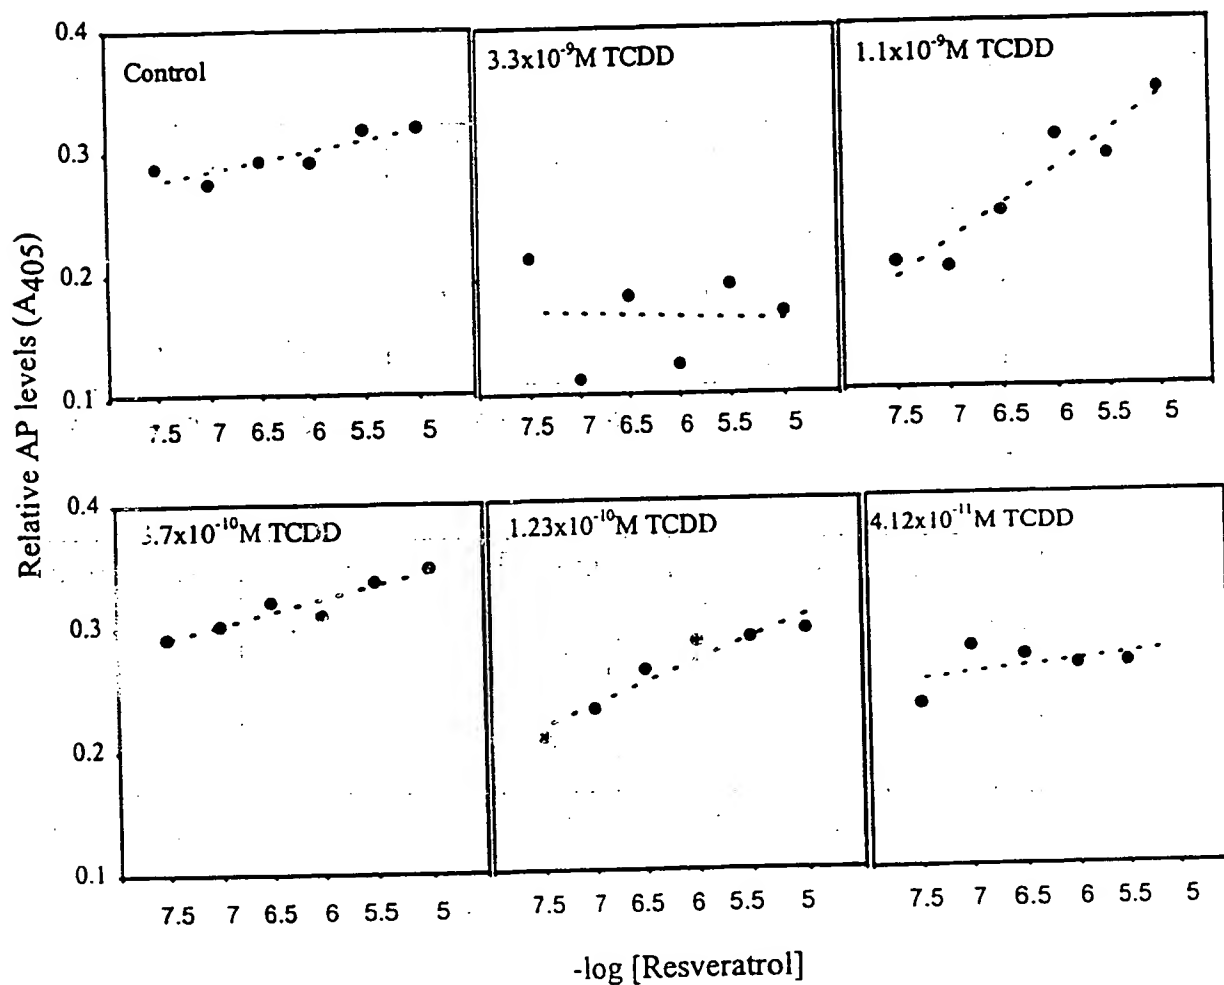 Relative AP levels (A405)
0.4
0.3
0.2
0.1
Control
3.3x10⁻⁹M TCDD
1.1x10⁻⁹M TCDD
7.5 7 6.5 6 5.5 5
7.5 7 6.5 6 5.5 5
7.5 7 6.5 6 5.5 5
0.4
0.3
0.2
0.1
.7x10⁻¹⁰M TCDD
1.23x10⁻¹⁰M TCDD
4.12x10⁻¹¹M TCDD
7.5 7 6.5 6 5.5 5
7.5 7 6.5 6 5.5 5
7.5 7 6.5 6 5.5 5
-log [Resveratrol]